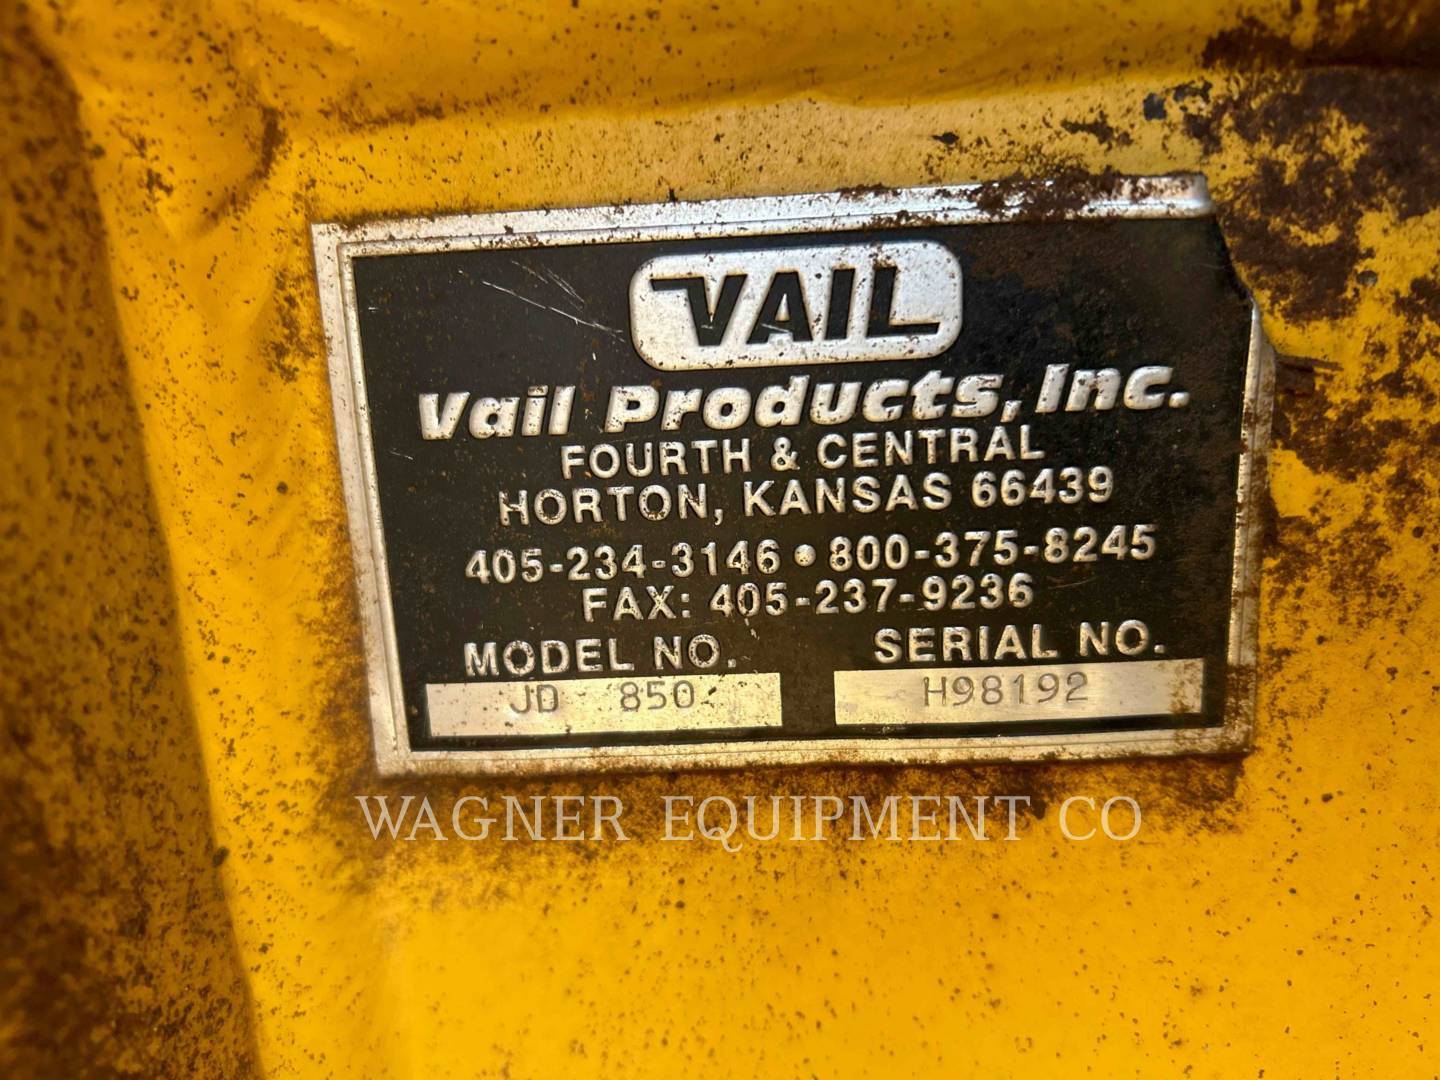 VAIL
Vail Products, Inc.
FOURTH & CENTRAL
HORTON, KANSAS 66439
405-234-3146 • 800-375-8245
FAX: 405-237-9236
MODEL NO. SERIAL NO.
JD 850 H98192
WAGNER EQUIPMENT CO